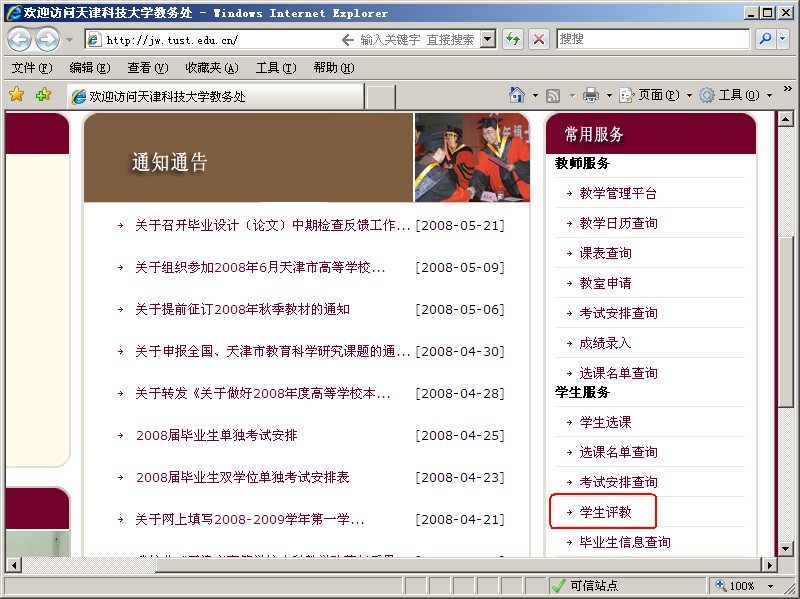 欢迎访问天津科技大学教务处 - Windows Internet Explorer
http://jw.tust.edu.cn/
输入关键字 直接搜索
搜搜
文件(F) 编辑(E) 查看(V) 收藏夹(A) 工具(T) 帮助(H)
欢迎访问天津科技大学教务处
页面(P) 工具(O) »
通知通告
关于召开毕业设计（论文）中期检查反馈工作... [2008-05-21]
关于组织参加2008年6月天津市高等学校... [2008-05-09]
关于提前征订2008年秋季教材的通知 [2008-05-06]
关于申报全国、天津市教育科学研究课题的通... [2008-04-30]
关于转发《关于做好2008年度高等学校本... [2008-04-28]
2008届毕业生单独考试安排 [2008-04-25]
2008届毕业生双学位单独考试安排表 [2008-04-23]
关于网上填写2008-2009学年第一学... [2008-04-21]
常用服务
教师服务
教学管理平台
教学日历查询
课表查询
教室申请
考试安排查询
成绩录入
选课名单查询
学生服务
学生选课
选课名单查询
考试安排查询
学生评教
毕业生信息查询
可信站点
100%